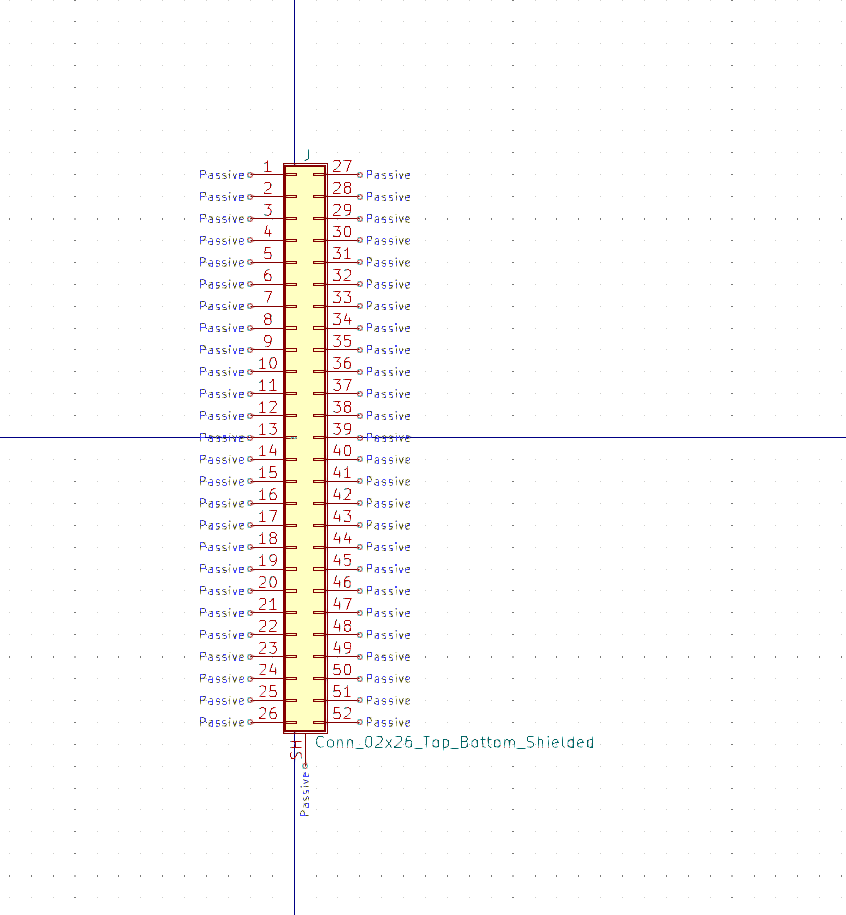 J
Passive 1 27 Passive
Passive 2 28 Passive
Passive 3 29 Passive
Passive 4 30 Passive
Passive 5 31 Passive
Passive 6 32 Passive
Passive 7 33 Passive
Passive 8 34 Passive
Passive 9 35 Passive
Passive 10 36 Passive
Passive 11 37 Passive
Passive 12 38 Passive
Passive 13 39 Passive
Passive 14 40 Passive
Passive 15 41 Passive
Passive 16 42 Passive
Passive 17 43 Passive
Passive 18 44 Passive
Passive 19 45 Passive
Passive 20 46 Passive
Passive 21 47 Passive
Passive 22 48 Passive
Passive 23 49 Passive
Passive 24 50 Passive
Passive 25 51 Passive
Passive 26 52 Passive
SH Conn_02x26_Top_Bottom_Shielded
Passive